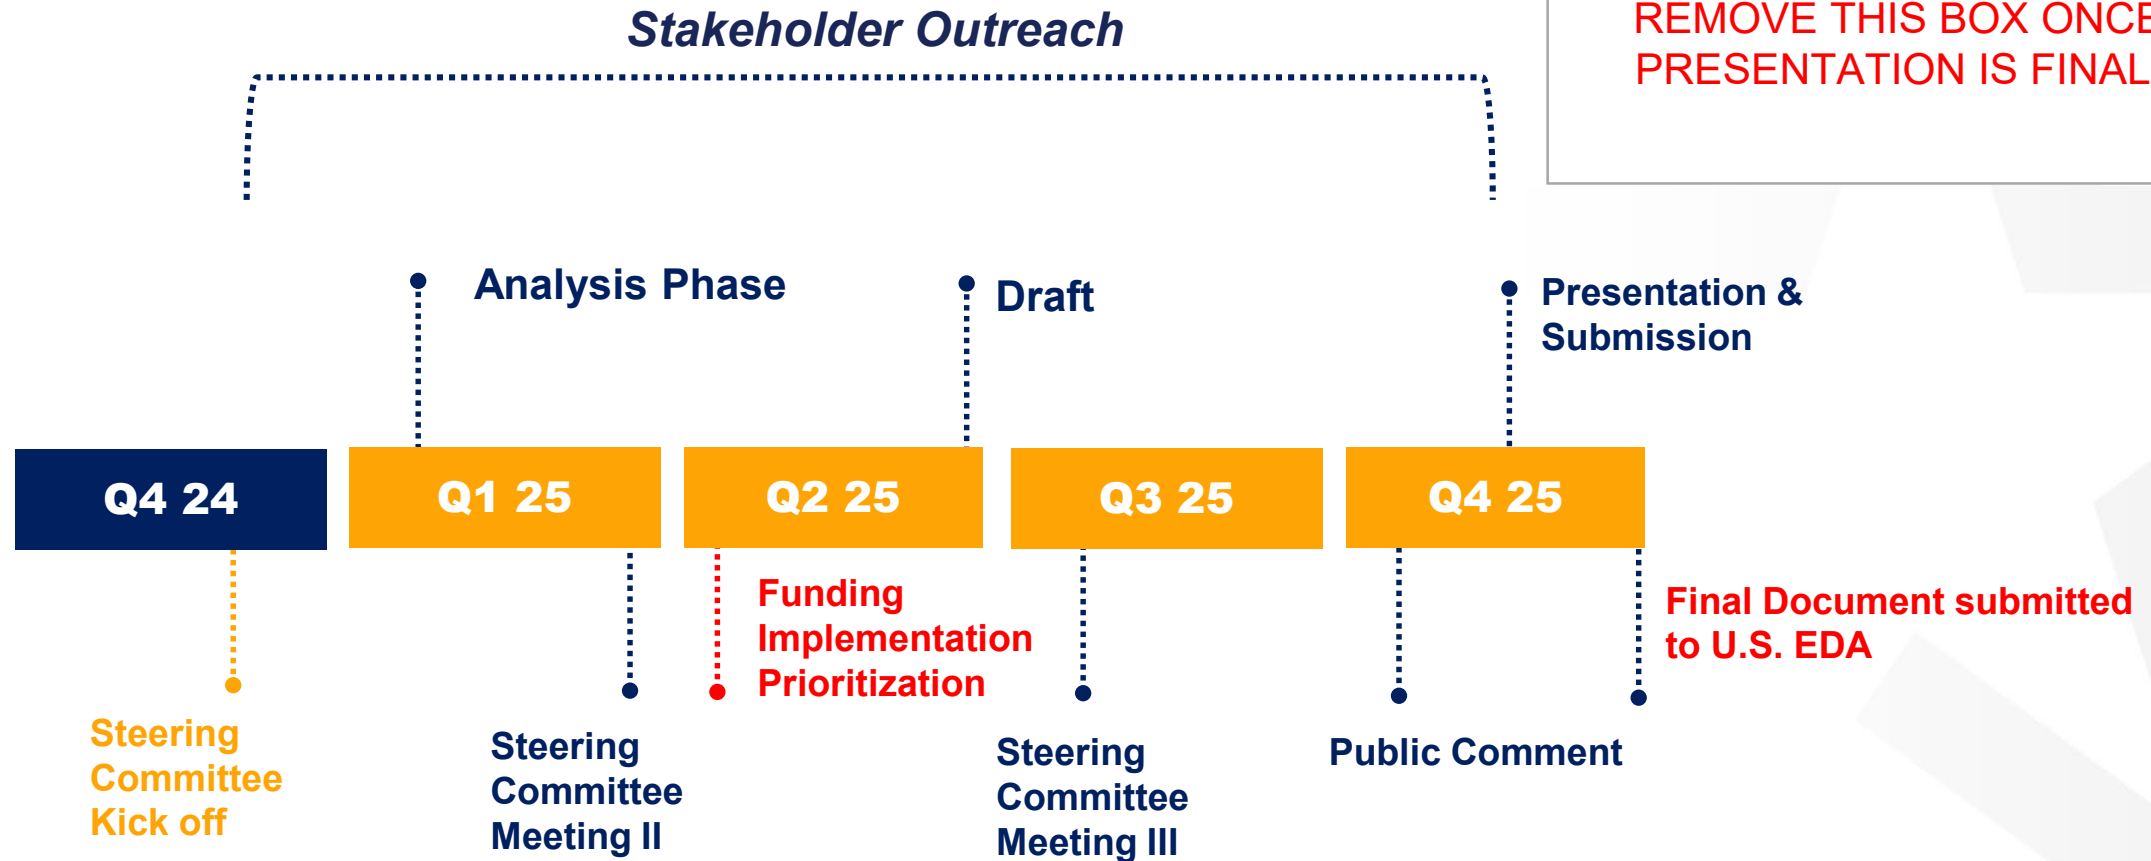 Stakeholder Outreach
REMOVE THIS BOX ONCE
PRESENTATION IS FINAL
Analysis Phase
Draft
Presentation &
Submission
Q4 24
Q1 25
Q2 25
Q3 25
Q4 25
Steering
Committee
Kick off
Steering
Committee
Meeting II
Funding
Implementation
Prioritization
Steering
Committee
Meeting III
Public Comment
Final Document submitted
to U.S. EDA